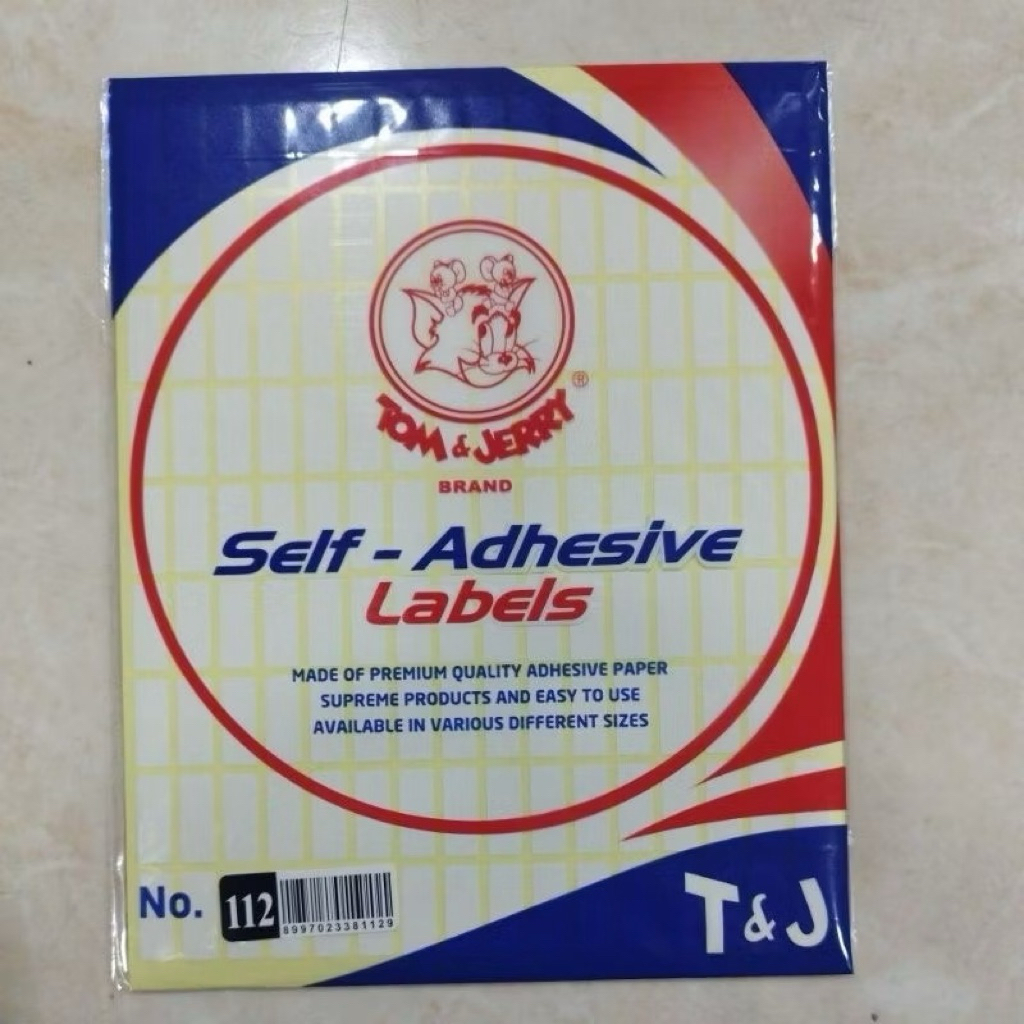 TOM & JERRY ®
BRAND
Self - Adhesive
Labels
MADE OF PREMIUM QUALITY ADHESIVE PAPER
SUPREME PRODUCTS AND EASY TO USE
AVAILABLE IN VARIOUS DIFFERENT SIZES
No. 112
8997023381129
T & J